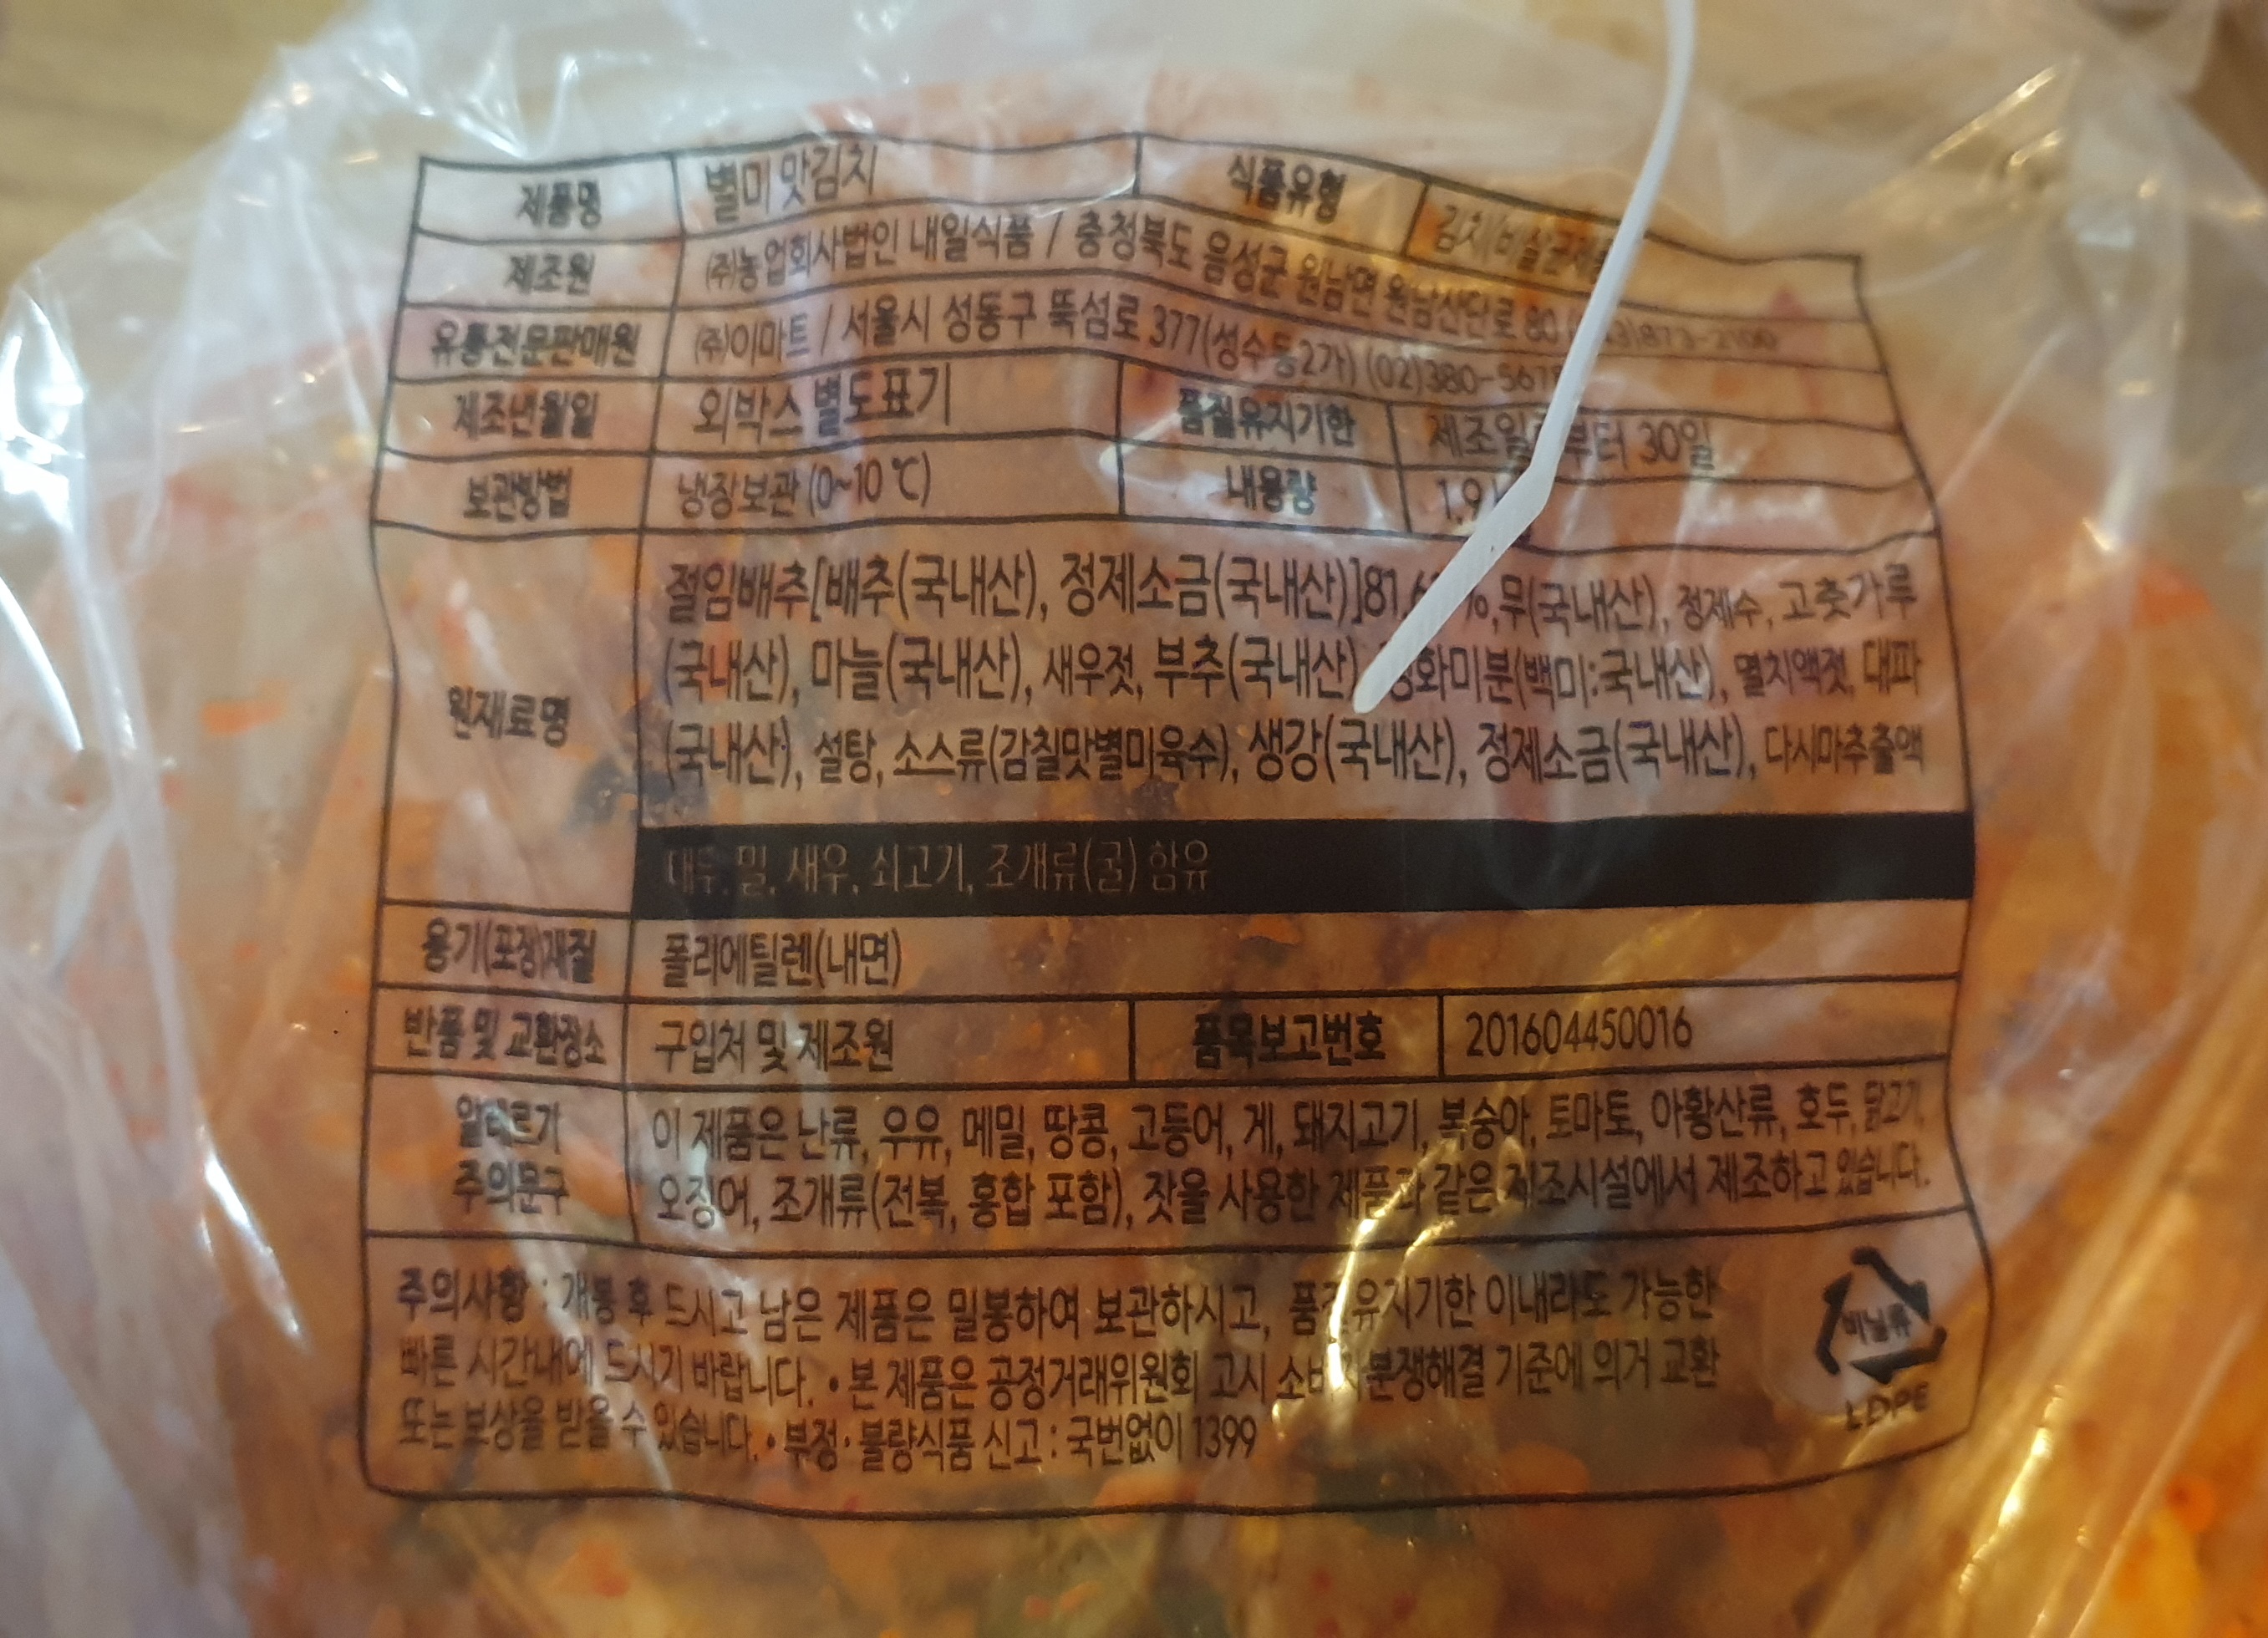 제품명 별미 맛김치 식품유형 김치(비살균제품
제조원 ㈜농업회사법인 내일식품 / 충청북도 음성군 원남면 원남산단로 80
유통전문판매원 ㈜이마트 / 서울시 성동구 뚝섬로 377(성수동2가) (02)380-567
제조년월일 외박스 별도표기 품질유지기한 제조일로부터 30일
보관방법 냉장보관 (0~10 ℃) 내용량 1.9
원재료명
절임배추[배추(국내산), 정제소금(국내산)]81. %,무(국내산), 정제수, 고춧가루
(국내산), 마늘(국내산), 새우젓, 부추(국내산) 화미분(백미:국내산), 멸치액젓, 대파
(국내산), 설탕, 소스류(감칠맛별미육수), 생강(국내산), 정제소금(국내산), 다시마추출액
대두, 밀, 새우, 쇠고기, 조개류(굴) 함유
용기(포장)재질 폴리에틸렌(내면)
반품 및 교환장소 구입처 및 제조원 품목보고번호 201604450016
알레르기 이 제품은 난류, 우유, 메밀, 땅콩, 고등어, 게, 돼지고기, 복숭아, 토마토, 아황산류, 호두, 닭고기,
주의문구 오징어, 조개류(전복, 홍합 포함), 잣을 사용한 제품과 같은 제조시설에서 제조하고 있습니다.
주의사항 : 개봉 후 드시고 남은 제품은 밀봉하여 보관하시고, 품질유지기한 이내라도 가능한
빠른 시간내에 드시기 바랍니다. • 본 제품은 공정거래위원회 고시 소비자분쟁해결 기준에 의거 교환
또는 보상을 받을 수 있습니다. • 부정·불량식품 신고 : 국번없이 1399
비닐류
LDPE